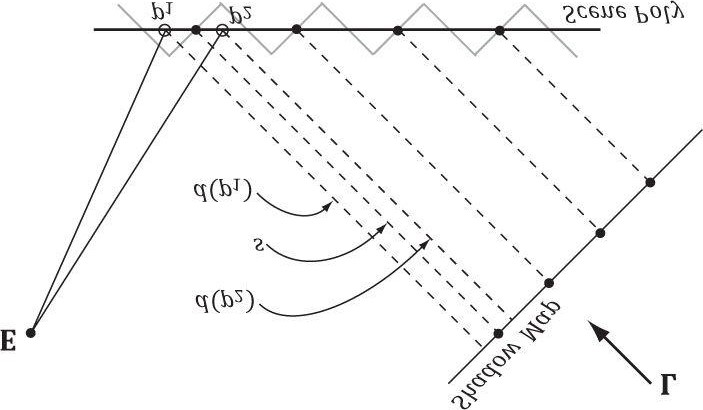 p1
p2
Scene Poly
d(p1)
s
d(p2)
E
Shadow Map
L